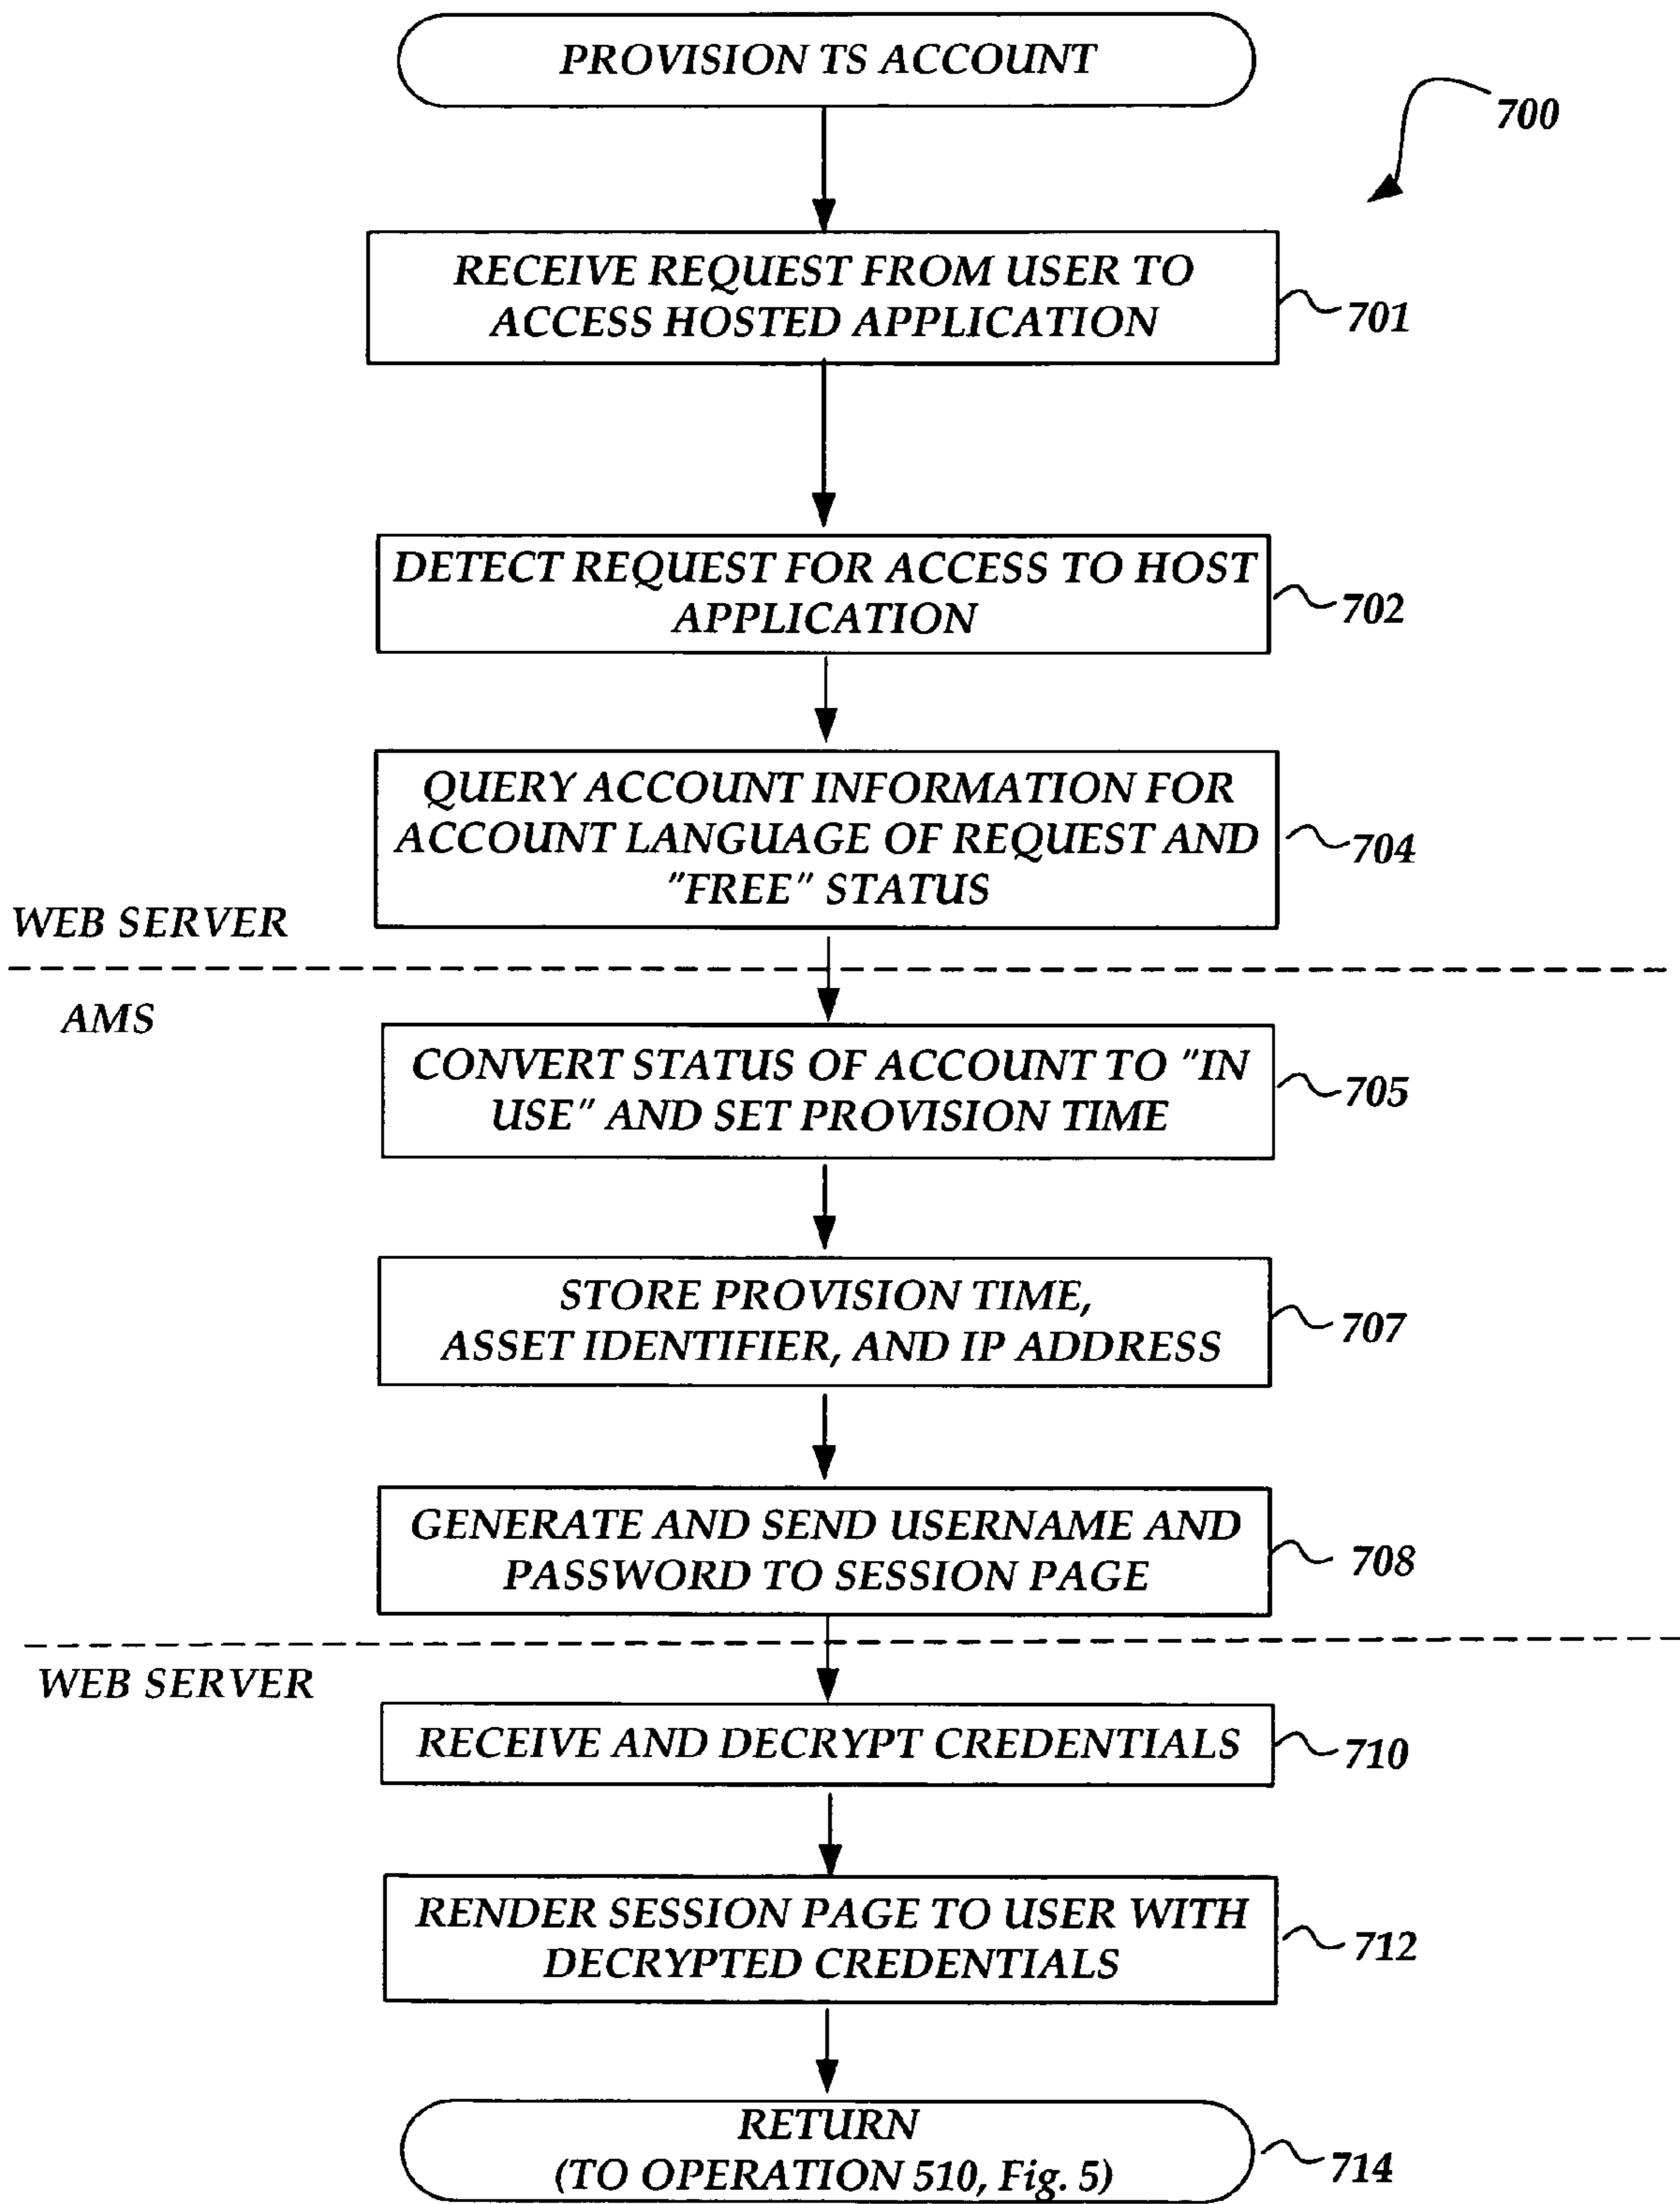 PROVISION TS ACCOUNT
700
RECEIVE REQUEST FROM USER TO
ACCESS HOSTED APPLICATION
701
DETECT REQUEST FOR ACCESS TO HOST
APPLICATION
702
QUERY ACCOUNT INFORMATION FOR
ACCOUNT LANGUAGE OF REQUEST AND
"FREE" STATUS
704
WEB SERVER
AMS
CONVERT STATUS OF ACCOUNT TO "IN
USE" AND SET PROVISION TIME
705
STORE PROVISION TIME,
ASSET IDENTIFIER, AND IP ADDRESS
707
GENERATE AND SEND USERNAME AND
PASSWORD TO SESSION PAGE
708
WEB SERVER
RECEIVE AND DECRYPT CREDENTIALS
710
RENDER SESSION PAGE TO USER WITH
DECRYPTED CREDENTIALS
712
RETURN
(TO OPERATION 510, Fig. 5)
714